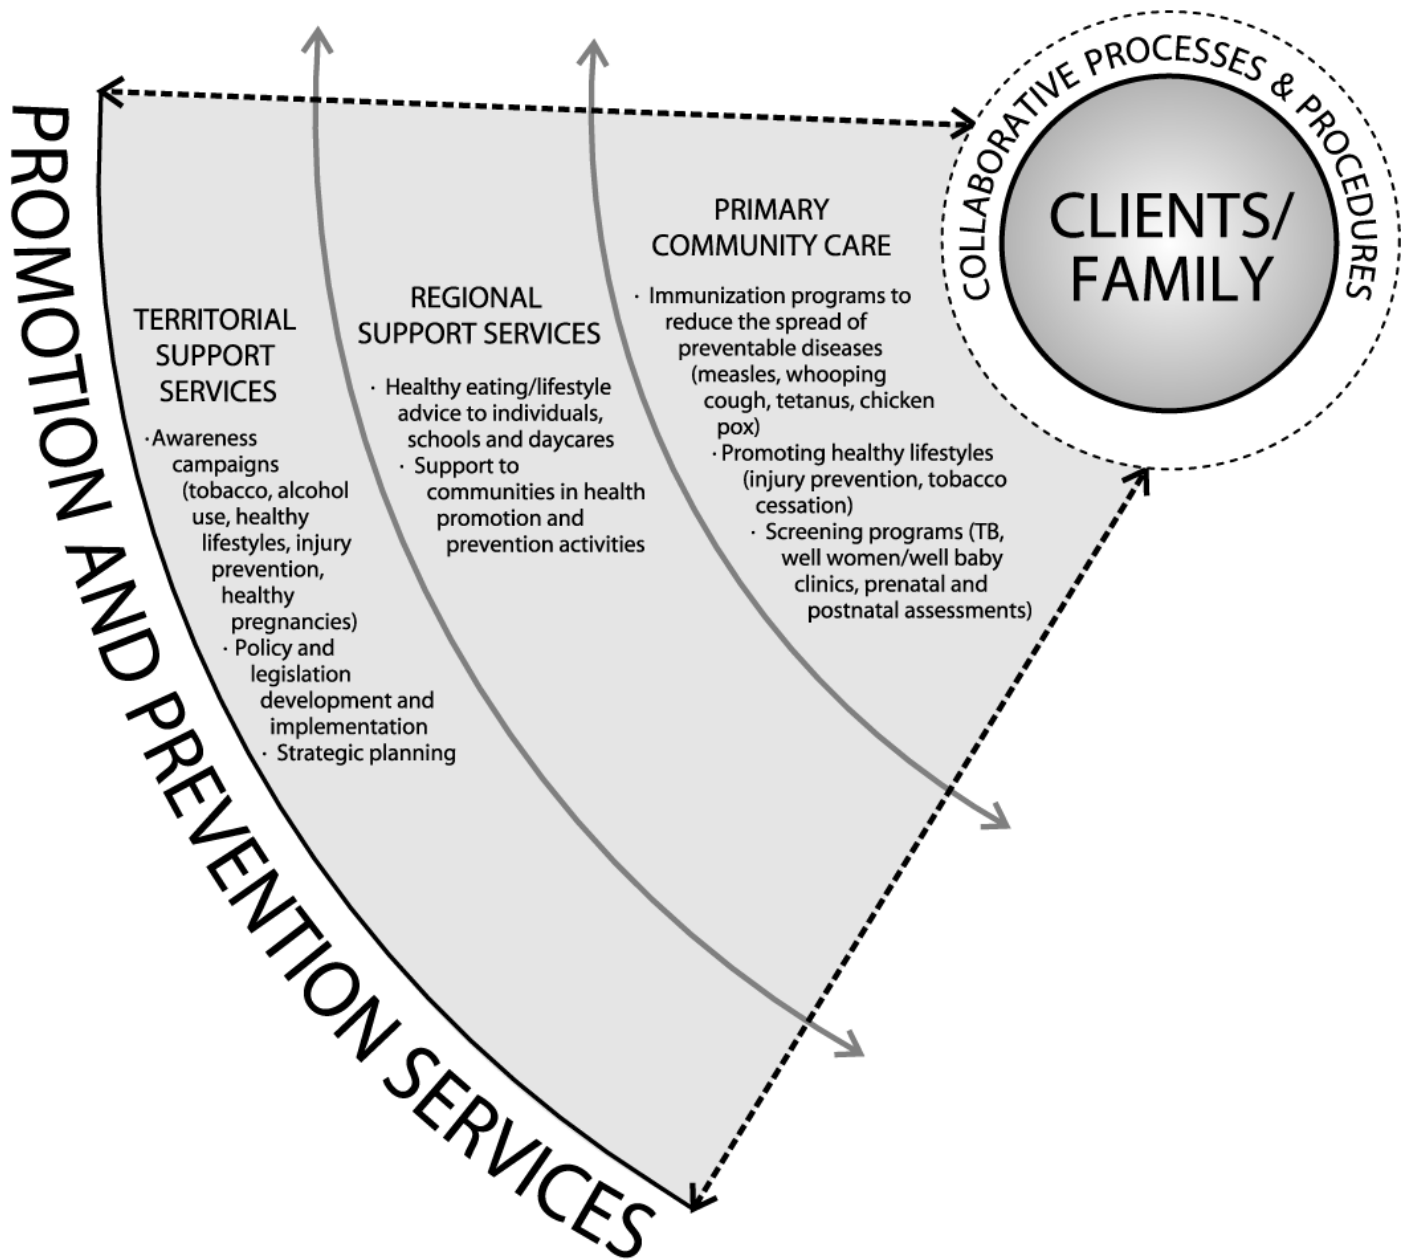 PROMOTION AND PREVENTION SERVICES
TERRITORIAL
SUPPORT
SERVICES
· Awareness
campaigns
(tobacco, alcohol
use, healthy
lifestyles, injury
prevention,
healthy
pregnancies)
· Policy and
legislation
development and
implementation
· Strategic planning
REGIONAL
SUPPORT SERVICES
· Healthy eating/lifestyle
advice to individuals,
schools and daycares
· Support to
communities in health
promotion and
prevention activities
PRIMARY
COMMUNITY CARE
· Immunization programs to
reduce the spread of
preventable diseases
(measles, whooping
cough, tetanus, chicken
pox)
· Promoting healthy lifestyles
(injury prevention, tobacco
cessation)
· Screening programs (TB,
well women/well baby
clinics, prenatal and
postnatal assessments)
COLLABORATIVE PROCESSES & PROCEDURES
CLIENTS/
FAMILY